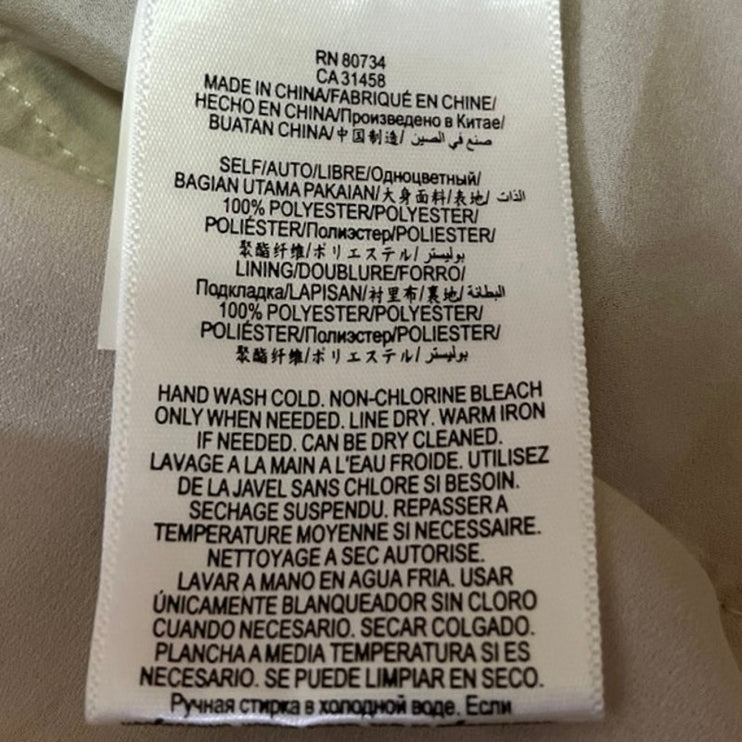 RN 80734
CA 31458
MADE IN CHINA/FABRIQUÉ EN CHINE/
HECHO EN CHINA/Произведено в Китае/
BUATAN CHINA/中国制造/ صنع في الصين
SELF/AUTO/LIBRE/Одноцветный/
BAGIAN UTAMA PAKAIAN/大身面料/表地/ الذات
100% POLYESTER/POLYESTER/
POLIÉSTER/Полиэстер/POLIESTER/
聚酯纤维/ポリエステル/ بوليستر/
LINING/DOUBLURE/FORRO/
Подкладка/LAPISAN/衬里布/裏地/ البطانة/
100% POLYESTER/POLYESTER/
POLIÉSTER/Полиэстер/POLIESTER/
聚酯纤维/ポリエステル/ بوليستر/
HAND WASH COLD. NON-CHLORINE BLEACH
ONLY WHEN NEEDED. LINE DRY. WARM IRON
IF NEEDED. CAN BE DRY CLEANED.
LAVAGE A LA MAIN A L'EAU FROIDE. UTILISEZ
DE LA JAVEL SANS CHLORE SI BESOIN.
SECHAGE SUSPENDU. REPASSER A
TEMPERATURE MOYENNE SI NECESSAIRE.
NETTOYAGE A SEC AUTORISE.
LAVAR A MANO EN AGUA FRIA. USAR
ÚNICAMENTE BLANQUEADOR SIN CLORO
CUANDO NECESARIO. SECAR COLGADO.
PLANCHA A MEDIA TEMPERATURA SI ES
NECESARIO. SE PUEDE LIMPIAR EN SECO.
Ручная стирка в холодной воде. Если